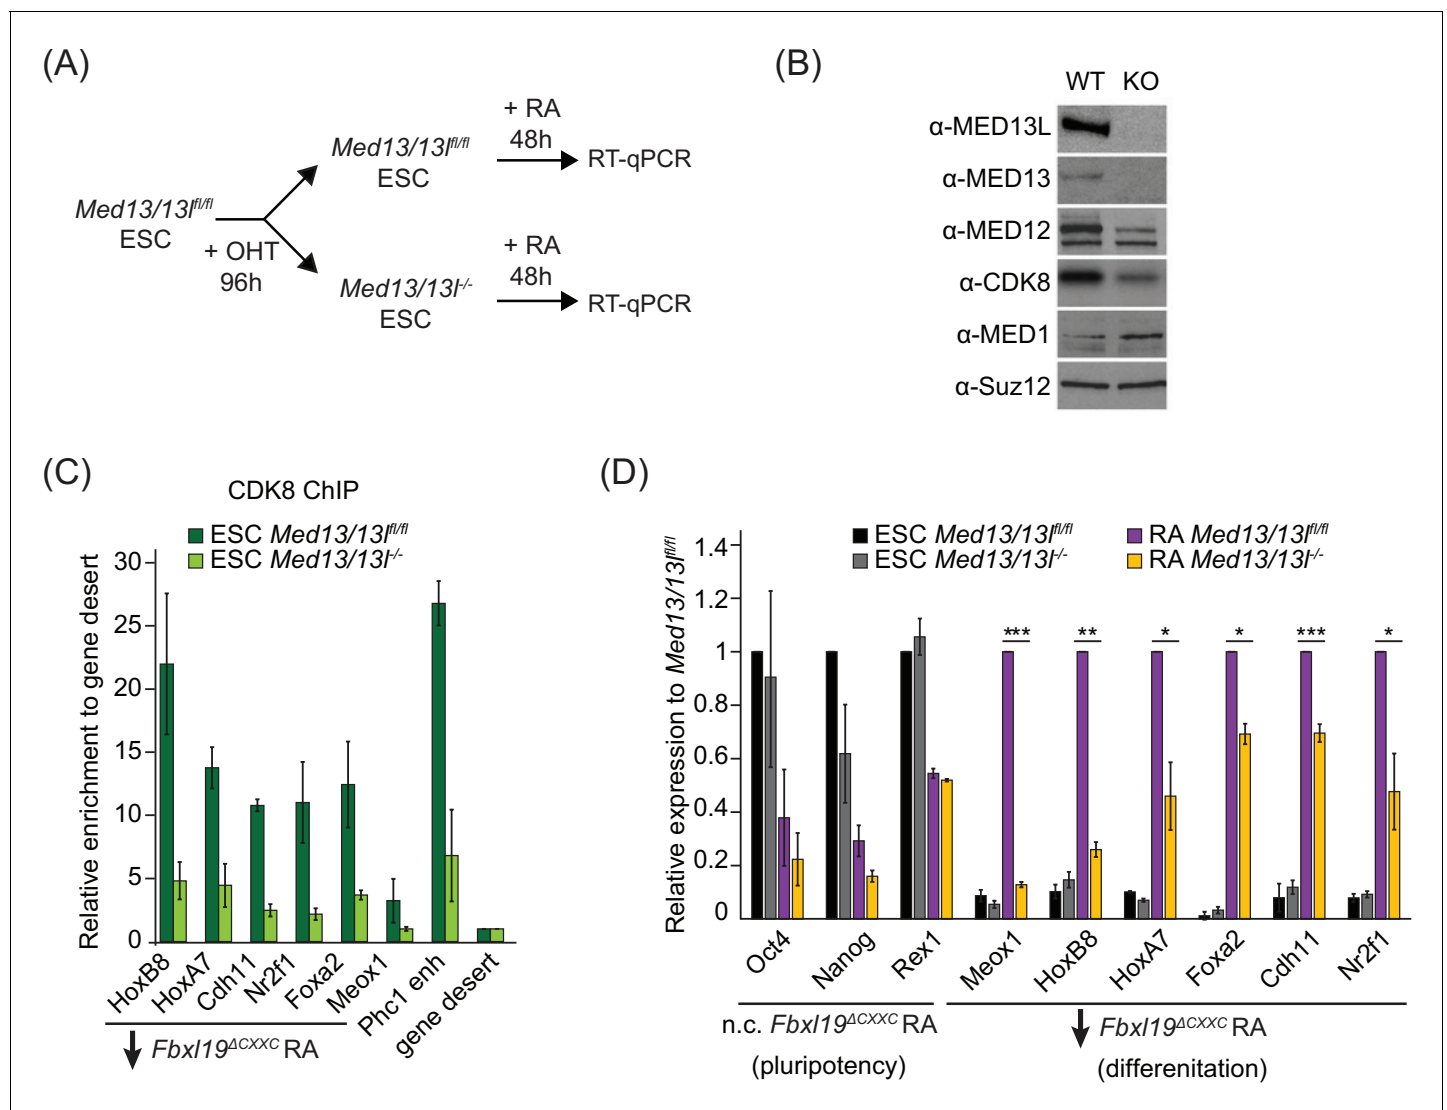 (A)
Med13/13l^fl/fl
ESC
+ OHT
96h
Med13/13l^fl/fl
ESC
+ RA
48h
RT-qPCR
Med13/13l^-/-
ESC
+ RA
48h
RT-qPCR
(B)
WT KO
α-MED13L
α-MED13
α-MED12
α-CDK8
α-MED1
α-Suz12
(C)
CDK8 ChIP
ESC Med13/13l^fl/fl
ESC Med13/13l^-/-
Relative enrichment to gene desert
30
25
20
15
10
5
0
HoxB8
HoxA7
Cdh11
Nr2f1
Foxa2
Meox1
Phc1 enh
gene desert
Fbxl19^ΔCXXC RA
(D)
ESC Med13/13l^fl/fl
ESC Med13/13l^-/-
RA Med13/13l^fl/fl
RA Med13/13l^-/-
Relative expression to Med13/13l^fl/fl
1.4
1.2
1
0.8
0.6
0.4
0.2
0
*** ** * * *** *
Oct4
Nanog
Rex1
Meox1
HoxB8
HoxA7
Foxa2
Cdh11
Nr2f1
n.c. Fbxl19^ΔCXXC RA
(pluripotency)
Fbxl19^ΔCXXC RA
(differenitation)